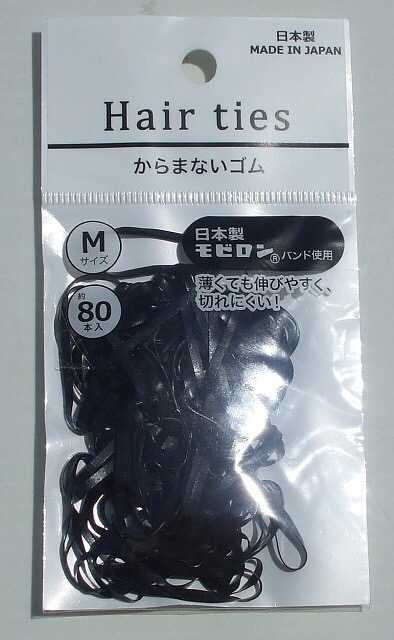 日本製
MADE IN JAPAN
Hair ties
からまないゴム
M
サイズ
日本製
モビロン®バンド使用
約
80
本入
薄くても伸びやすく、
切れにくい!